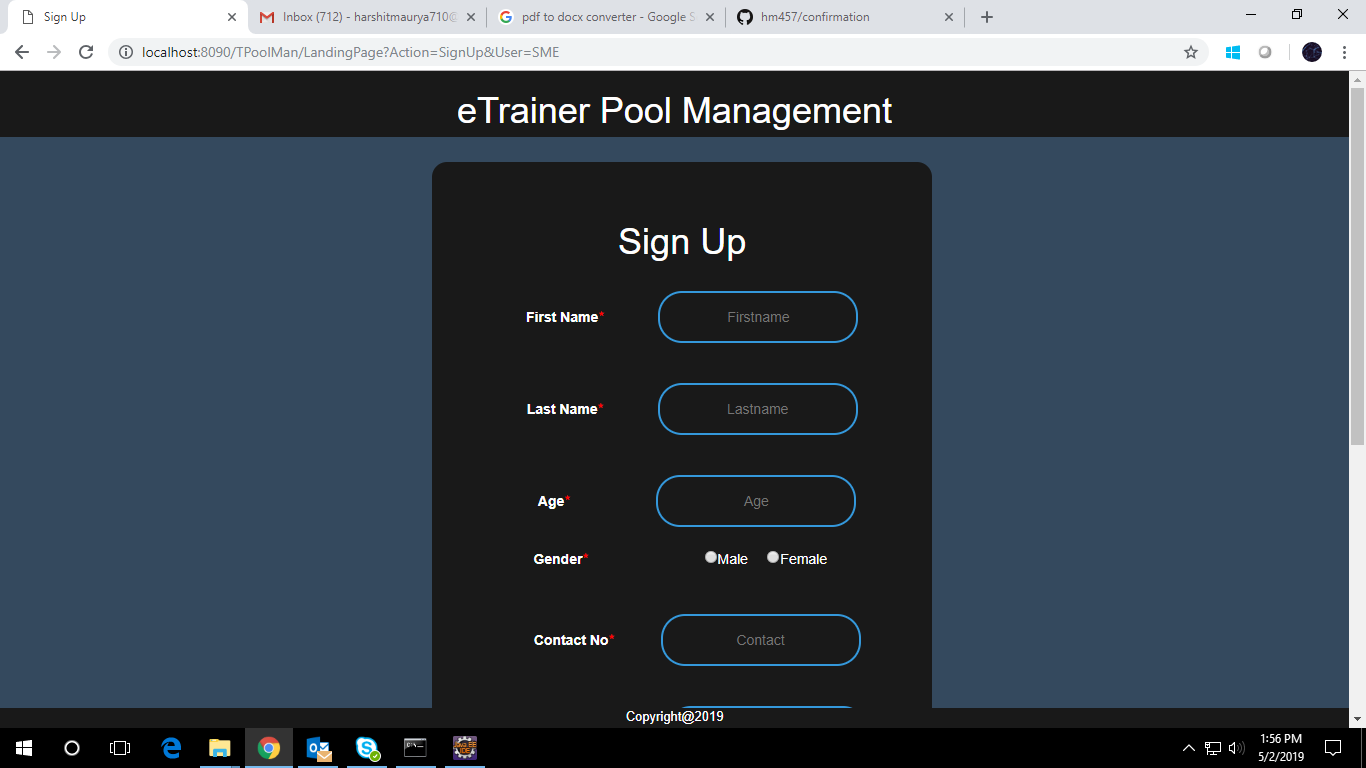 Sign Up
Inbox (712) - harshitmaurya710@
pdf to docx converter - Google S
hm457/confirmation
localhost:8090/TPoolMan/LandingPage?Action=SignUp&User=SME
eTrainer Pool Management
Sign Up
First Name* Firstname
Last Name* Lastname
Age* Age
Gender* Male Female
Contact No* Contact
Copyright@2019
1:56 PM
5/2/2019